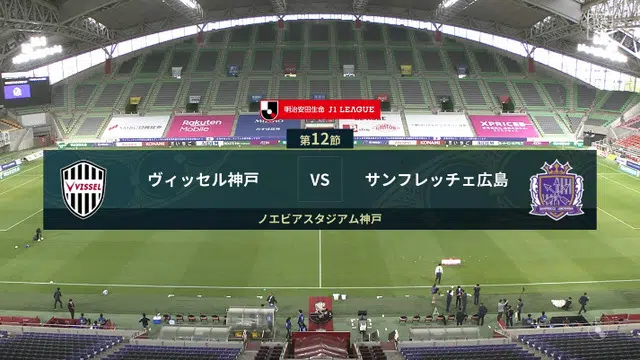 明治安田生命 J1 LEAGUE
第12節
ヴィッセル神戸
VS
サンフレッチェ広島
ノエビアスタジアム神戸
VISSEL
Rakuten
Mobile
MIZUNO
KONAMI
XPRICE